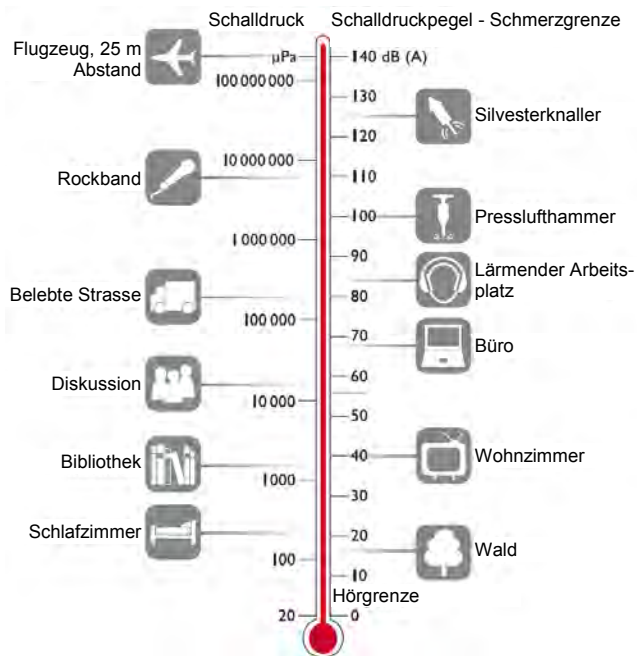 Schalldruck
Schalldruckpegel - Schmerzgrenze
Flugzeug, 25 m
Abstand
µPa
140 dB (A)
100 000 000
130
Silvesterknaller
120
10 000 000
110
Rockband
100
Presslufthammer
1 000 000
90
Lärmender Arbeits-
platz
80
Belebte Strasse
100 000
70
Büro
60
Diskussion
10 000
50
Bibliothek
40
Wohnzimmer
1000
30
Schlafzimmer
20
Wald
100
10
Hörgrenze
20
0